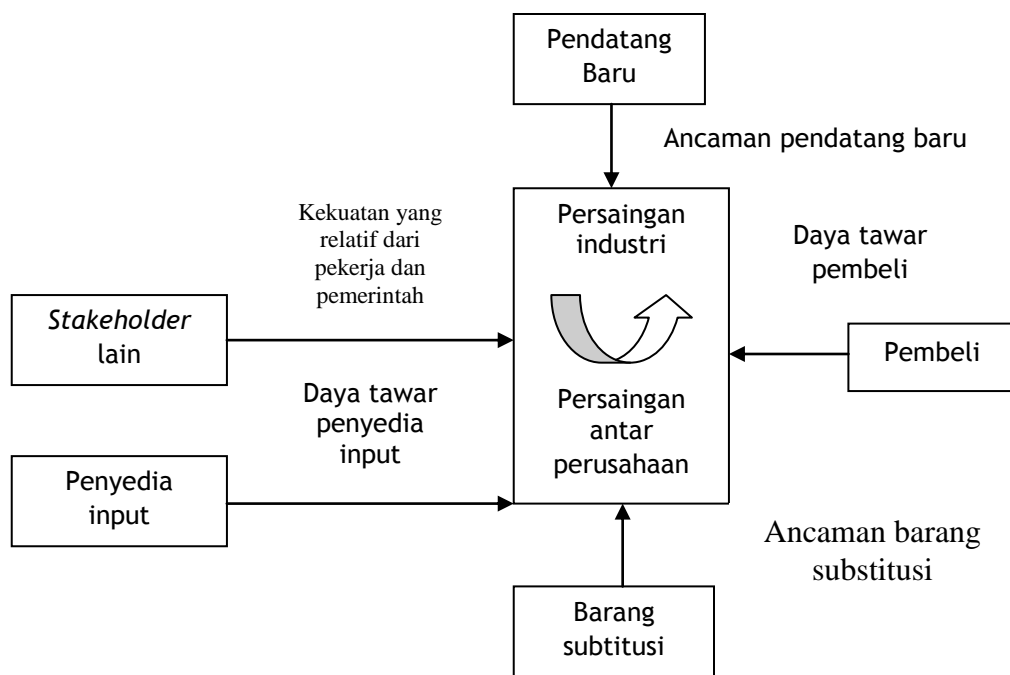 Pendatang
Baru
Ancaman pendatang baru
Kekuatan yang
relatif dari
pekerja dan
pemerintah
Persaingan
industri
Daya tawar
pembeli
Stakeholder
lain
Pembeli
Daya tawar
penyedia
input
Persaingan
antar
perusahaan
Penyedia
input
Ancaman barang
substitusi
Barang
subtitusi